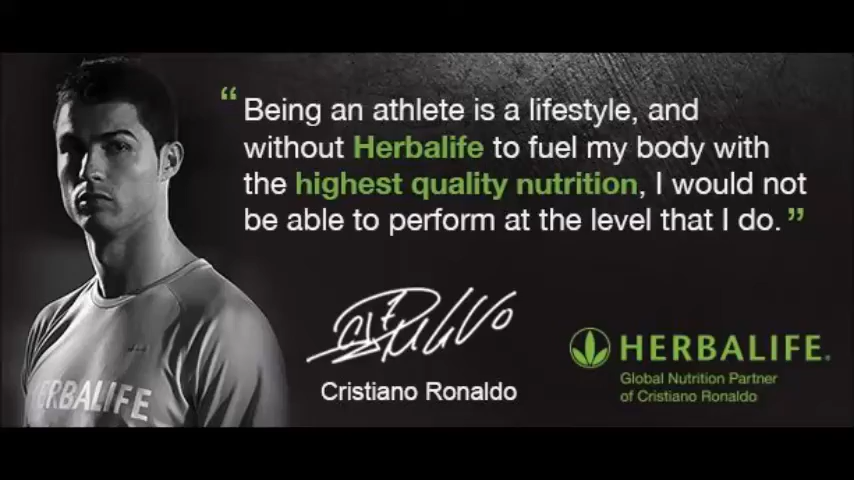 “ Being an athlete is a lifestyle, and
without Herbalife to fuel my body with
the highest quality nutrition, I would not
be able to perform at the level that I do. ”
Cristiano Ronaldo
HERBALIFE®
Global Nutrition Partner
of Cristiano Ronaldo
ERBALIFE